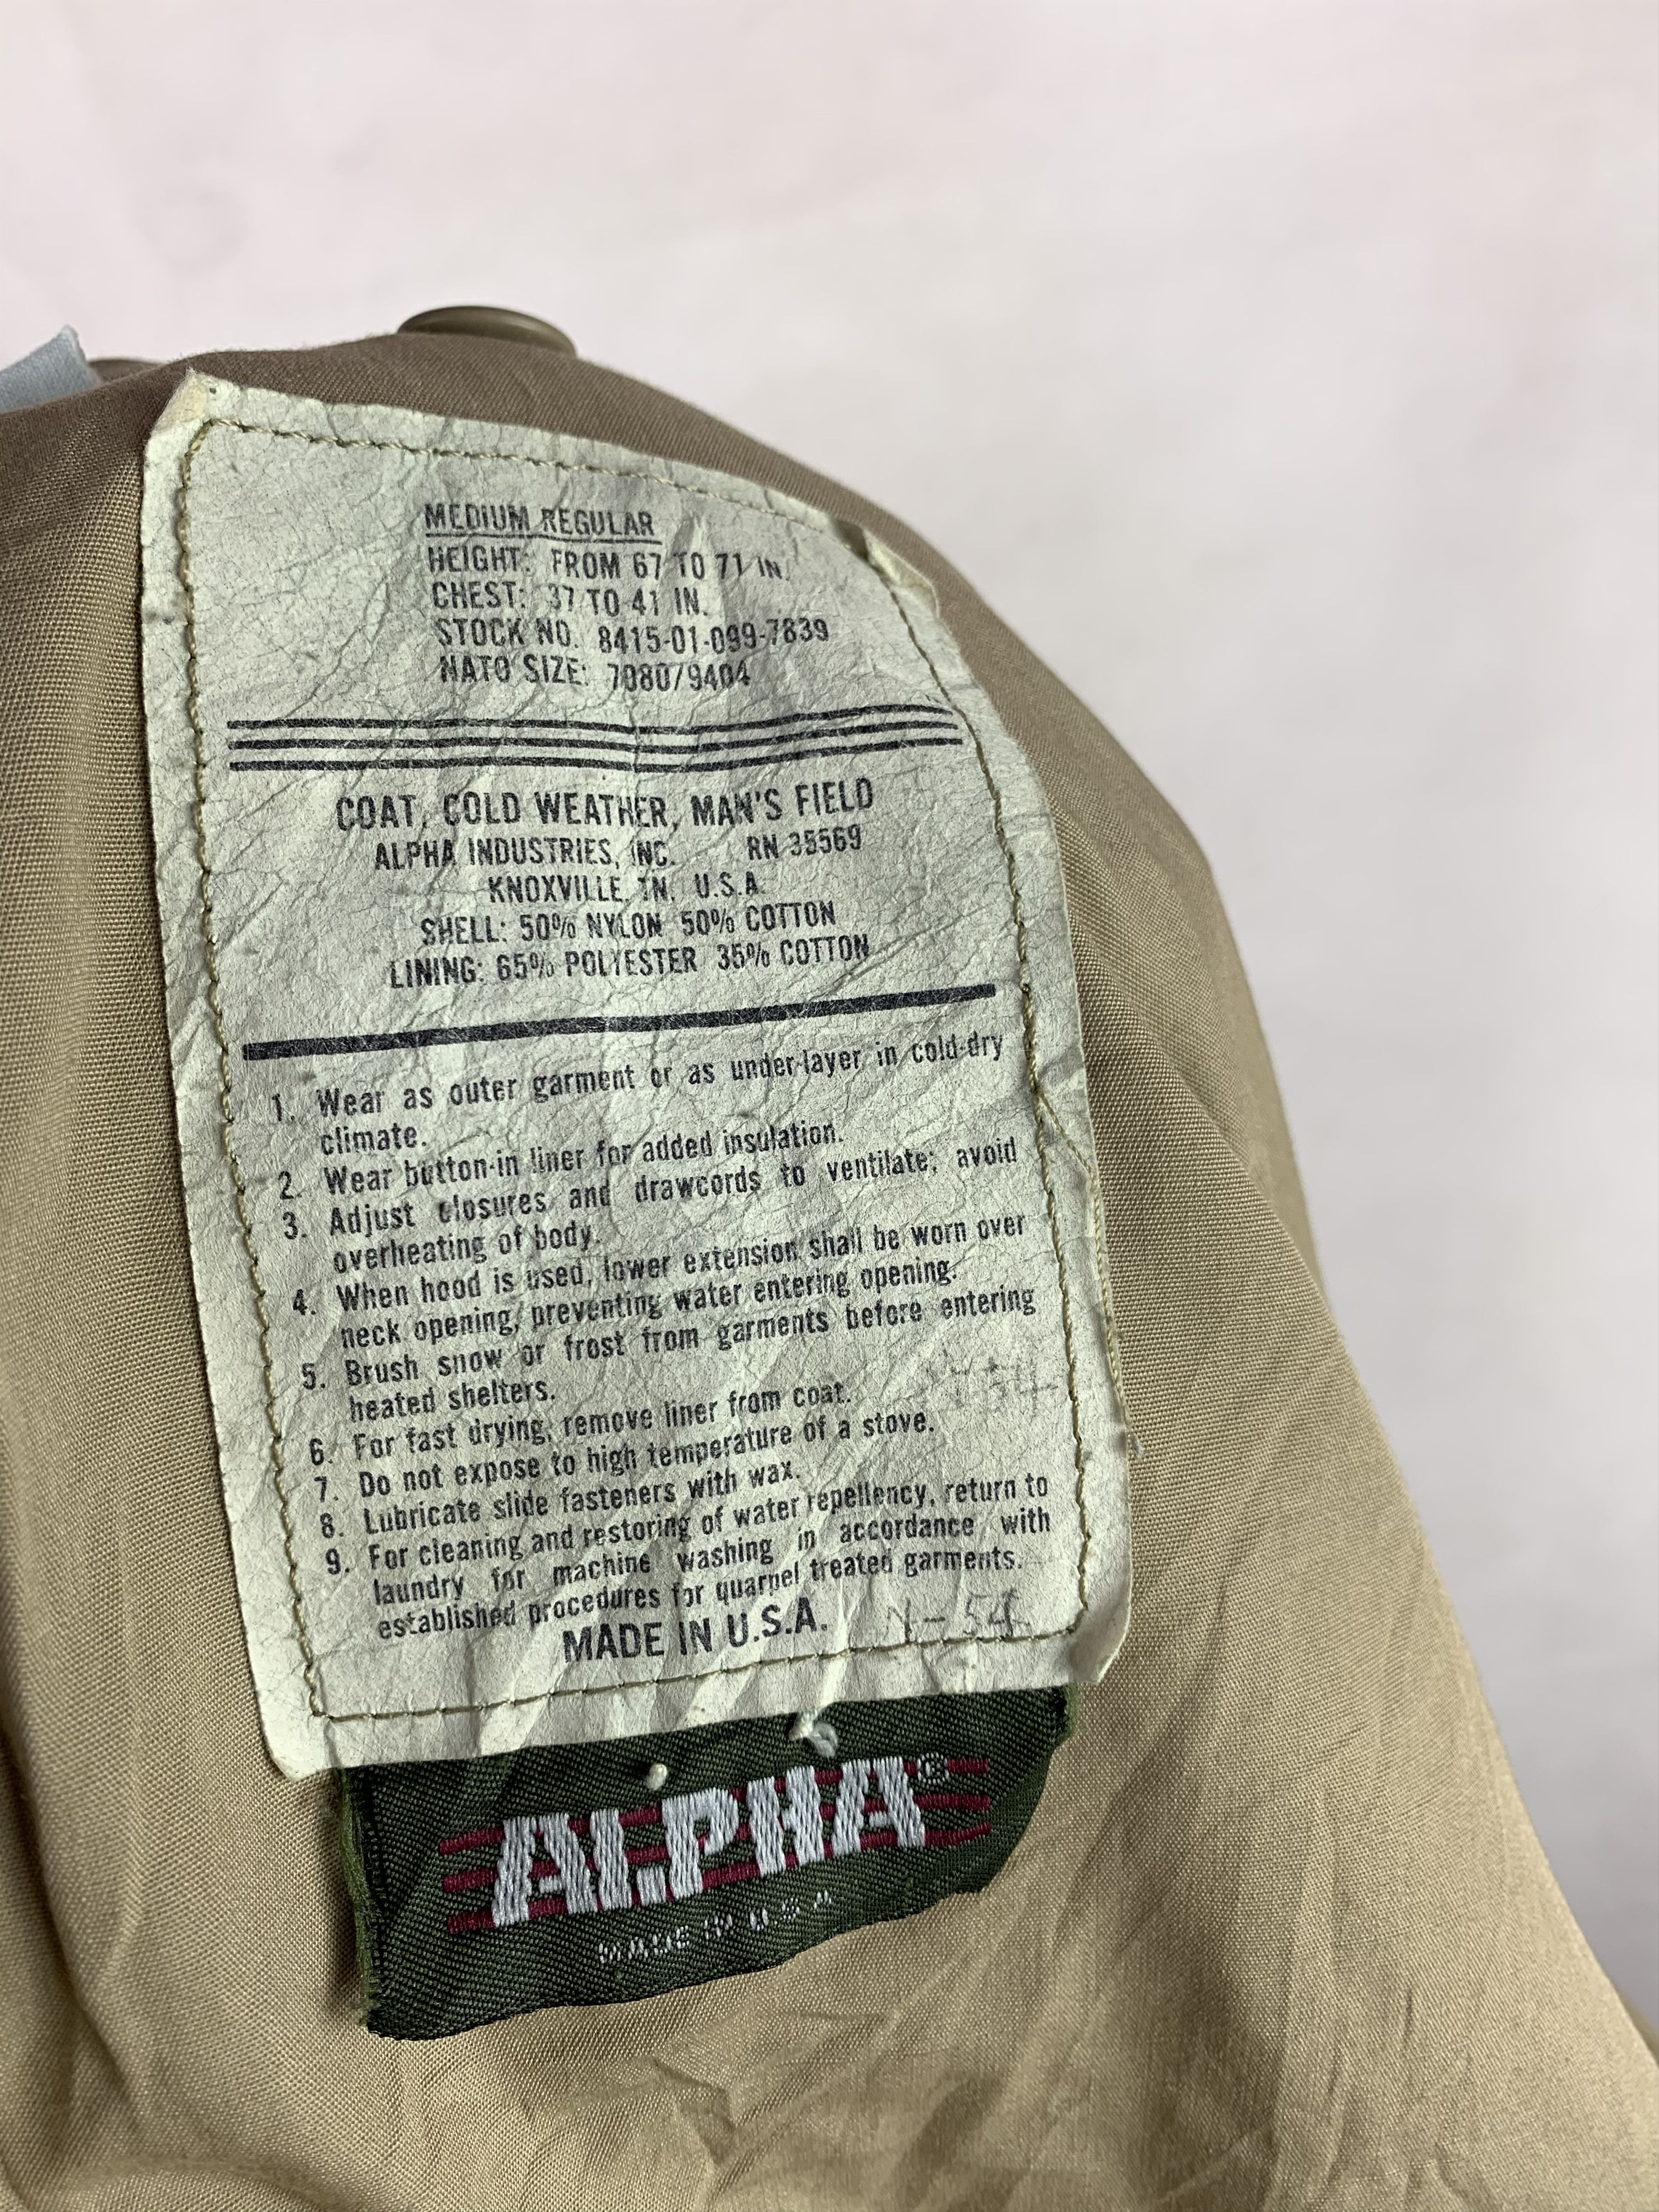 MEDIUM REGULAR
HEIGHT: FROM 67 TO 71 IN.
CHEST: 37 TO 41 IN.
STOCK NO. 8415-01-099-7839
NATO SIZE: 7080/9404
COAT, COLD WEATHER, MAN'S FIELD
ALPHA INDUSTRIES, INC. RN 35569
KNOXVILLE, TN. U.S.A.
SHELL: 50% NYLON 50% COTTON
LINING: 65% POLYESTER 35% COTTON
1. Wear as outer garment or as under-layer in cold-dry
climate.
2. Wear button-in liner for added insulation.
3. Adjust closures and drawcords to ventilate; avoid
overheating of body.
4. When hood is used, lower extension shall be worn over
neck opening, preventing water entering opening.
5. Brush snow or frost from garments before entering
heated shelters.
6. For fast drying, remove liner from coat.
7. Do not expose to high temperature of a stove.
8. Lubricate slide fasteners with wax.
9. For cleaning and restoring of water repellency, return to
laundry for machine washing in accordance with
established procedures for quarpel treated garments.
MADE IN U.S.A.
ALPHA®
MADE IN U.S.A